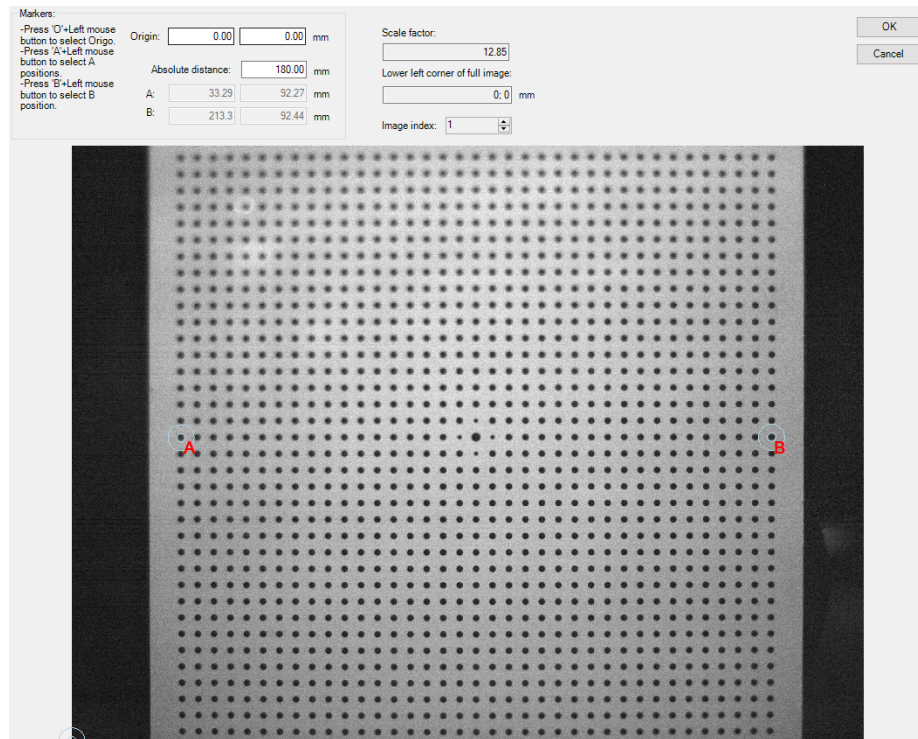 Markers:
-Press 'O'+Left mouse
button to select Origo.
-Press 'A'+Left mouse
button to select A
positions.
-Press 'B'+Left mouse
button to select B
position.
Origin: 0.00 0.00 mm
Absolute distance: 180.00 mm
A: 33.29 92.27 mm
B: 213.3 92.44 mm
Scale factor:
12.85
Lower left corner of full image:
0; 0 mm
Image index: 1
OK
Cancel
A
B